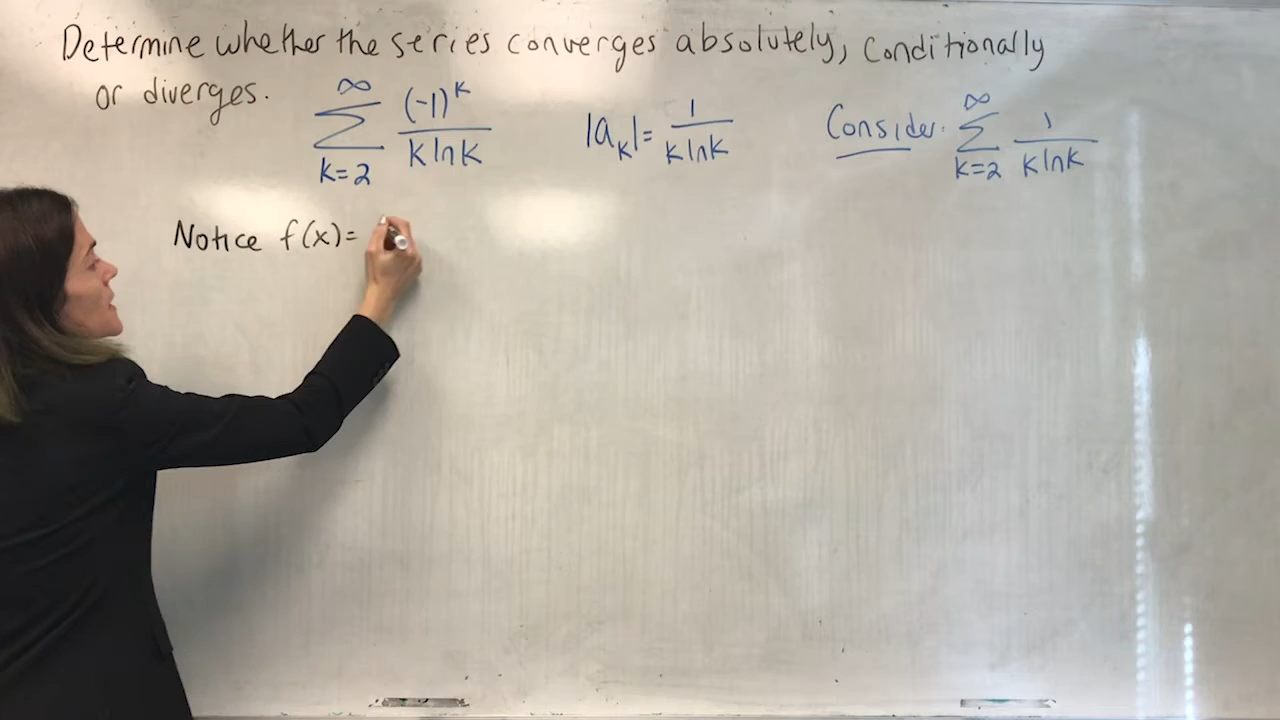 Determine whether the series converges absolutely, conditionally
or diverges.
∞ ∑ k=2 (-1)^k / k ln k   |a_k| = 1 / k ln k   Consider: ∞ ∑ k=2 1 / k ln k
Notice f(x)=